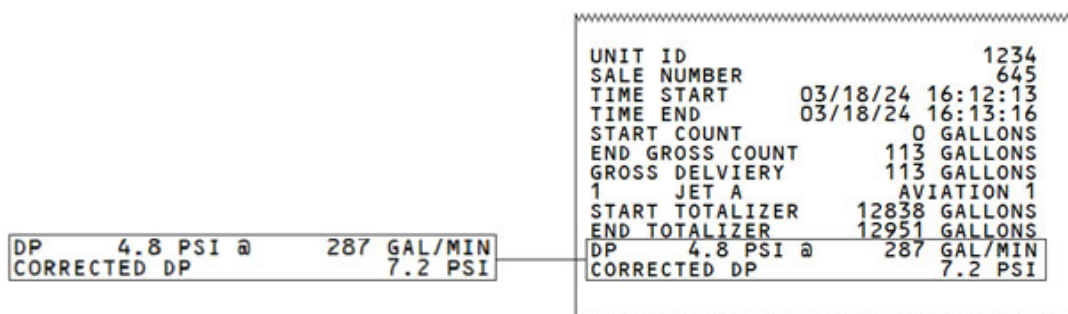 UNIT ID 1234
SALE NUMBER 645
TIME START 03/18/24 16:12:13
TIME END 03/18/24 16:13:16
START COUNT 0 GALLONS
END GROSS COUNT 113 GALLONS
GROSS DELVIERY 113 GALLONS
1 JET A AVIATION 1
START TOTALIZER 12838 GALLONS
END TOTALIZER 12951 GALLONS
DP 4.8 PSI @ 287 GAL/MIN
CORRECTED DP 7.2 PSI
DP 4.8 PSI @ 287 GAL/MIN
CORRECTED DP 7.2 PSI